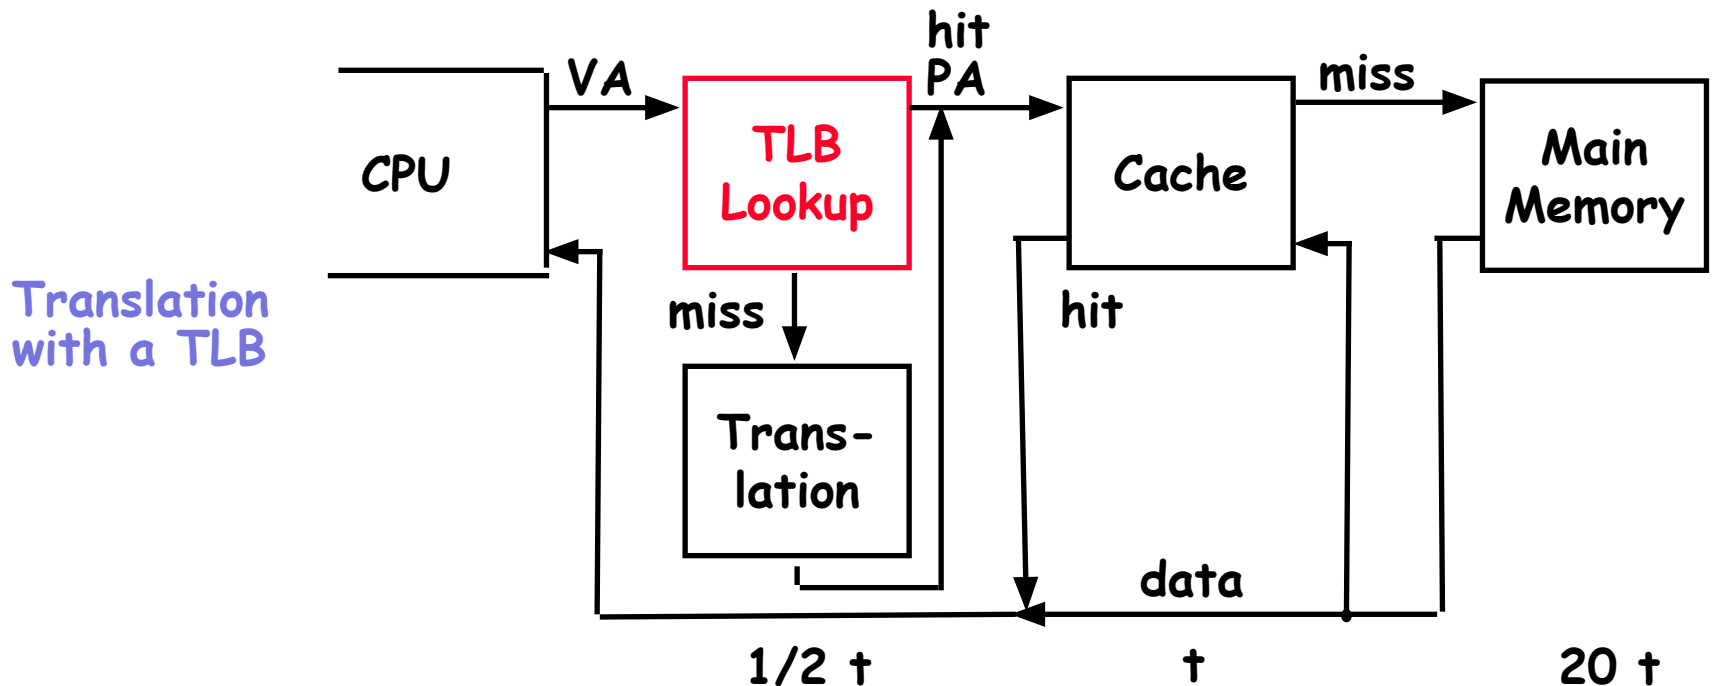 hit
VA
PA
miss
TLB
Lookup
CPU
Cache
Main
Memory
Translation
with a TLB
miss
hit
Trans-
lation
data
1/2 t
t
20 t